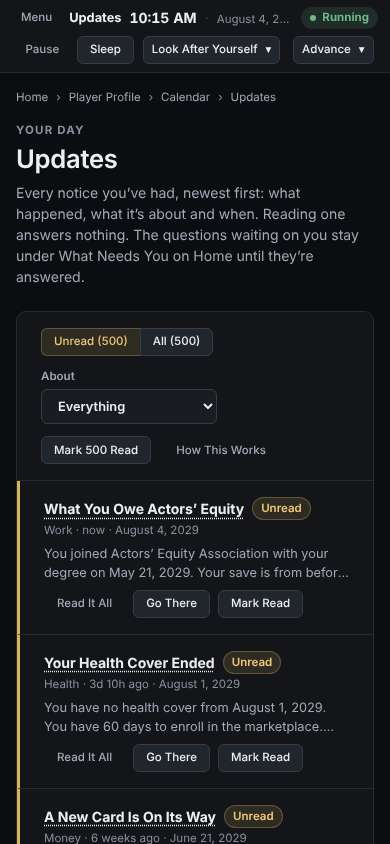 Menu Updates 10:15 AM · August 4, 2... Running
Pause Sleep Look After Yourself ▾ Advance ▾
Home › Player Profile › Calendar › Updates
YOUR DAY
Updates
Every notice you’ve had, newest first: what
happened, what it’s about and when. Reading one
answers nothing. The questions waiting on you stay
under What Needs You on Home until they’re
answered.
Unread (500) All (500)
About
Everything
Mark 500 Read How This Works
What You Owe Actors’ Equity Unread
Work · now · August 4, 2029
You joined Actors’ Equity Association with your
degree on May 21, 2029. Your save is from befor...
Read It All Go There Mark Read
Your Health Cover Ended Unread
Health · 3d 10h ago · August 1, 2029
You have no health cover from August 1, 2029.
You have 60 days to enroll in the marketplace....
Read It All Go There Mark Read
A New Card Is On Its Way Unread
Money · 6 weeks ago · June 21, 2029